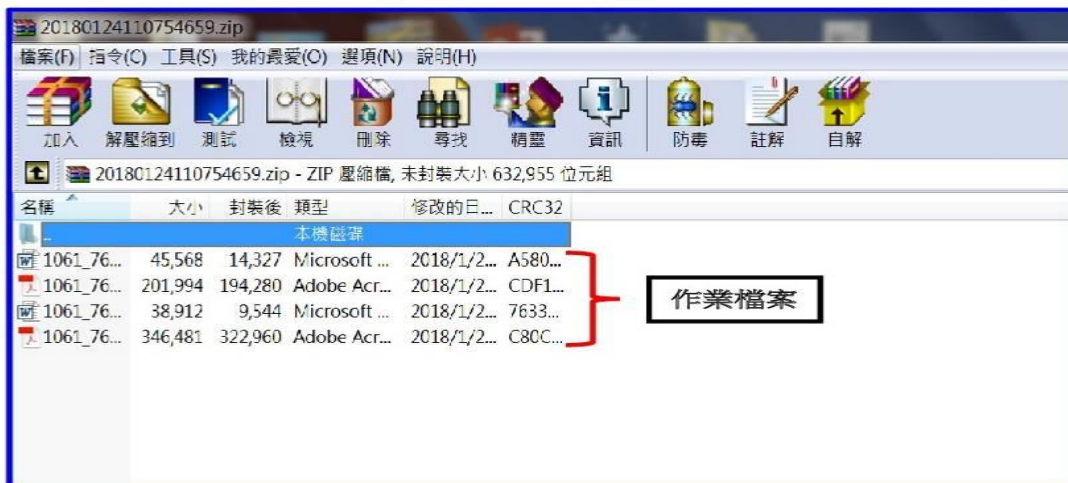 20180124110754659.zip
檔案(F) 指令(C) 工具(S) 我的最愛(O) 選項(N) 說明(H)
加入 解壓縮到 測試 檢視 刪除 尋找 精靈 資訊 防毒 註解 自解
20180124110754659.zip - ZIP 壓縮檔, 未封裝大小 632,955 位元組
名稱 大小 封裝後 類型 修改的日... CRC32
.. 本機磁碟
1061_76... 45,568 14,327 Microsoft ... 2018/1/2... A580...
1061_76... 201,994 194,280 Adobe Acr... 2018/1/2... CDF1...
1061_76... 38,912 9,544 Microsoft ... 2018/1/2... 7633...
1061_76... 346,481 322,960 Adobe Acr... 2018/1/2... C80C...
作業檔案